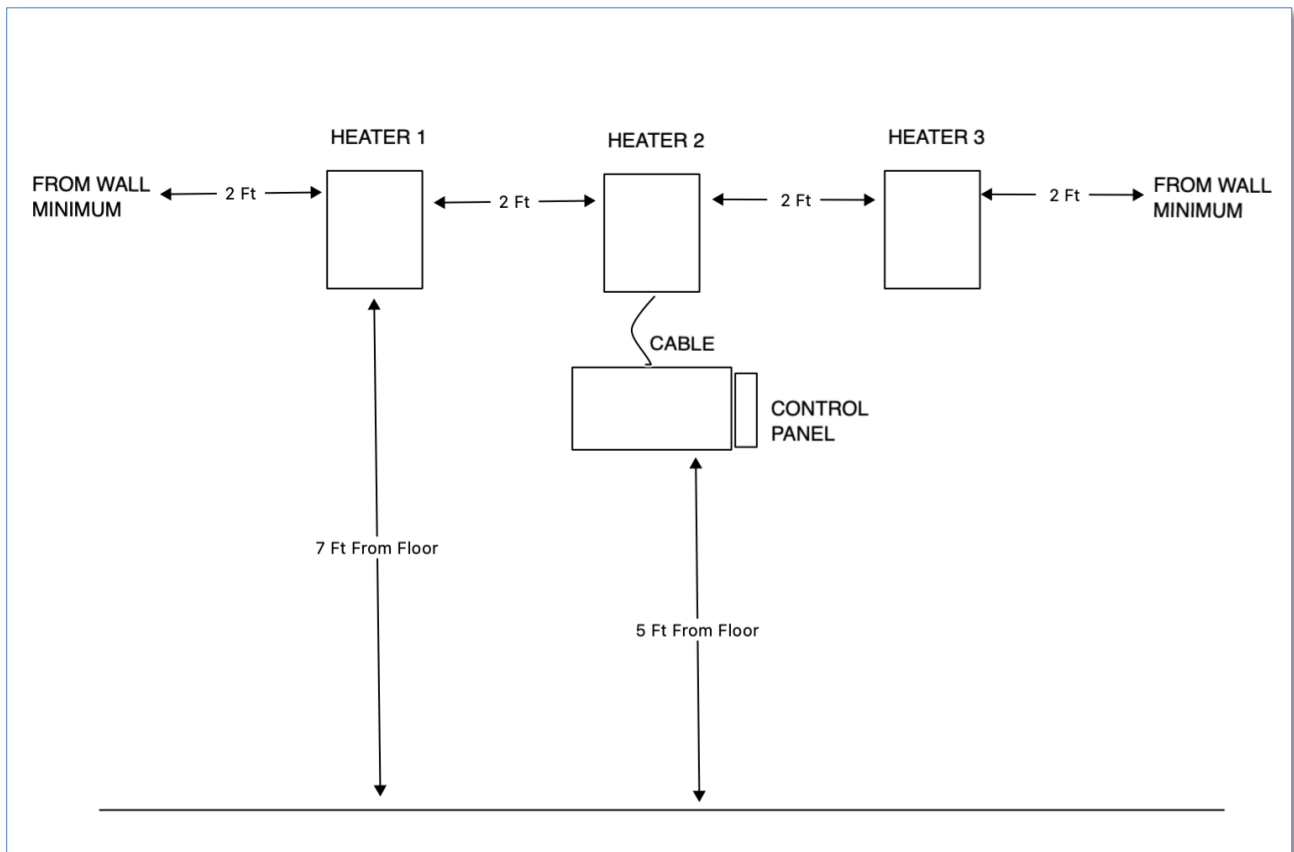 HEATER 1
HEATER 2
HEATER 3
FROM WALL
MINIMUM
2 Ft
2 Ft
2 Ft
2 Ft
FROM WALL
MINIMUM
CABLE
CONTROL
PANEL
7 Ft From Floor
5 Ft From Floor